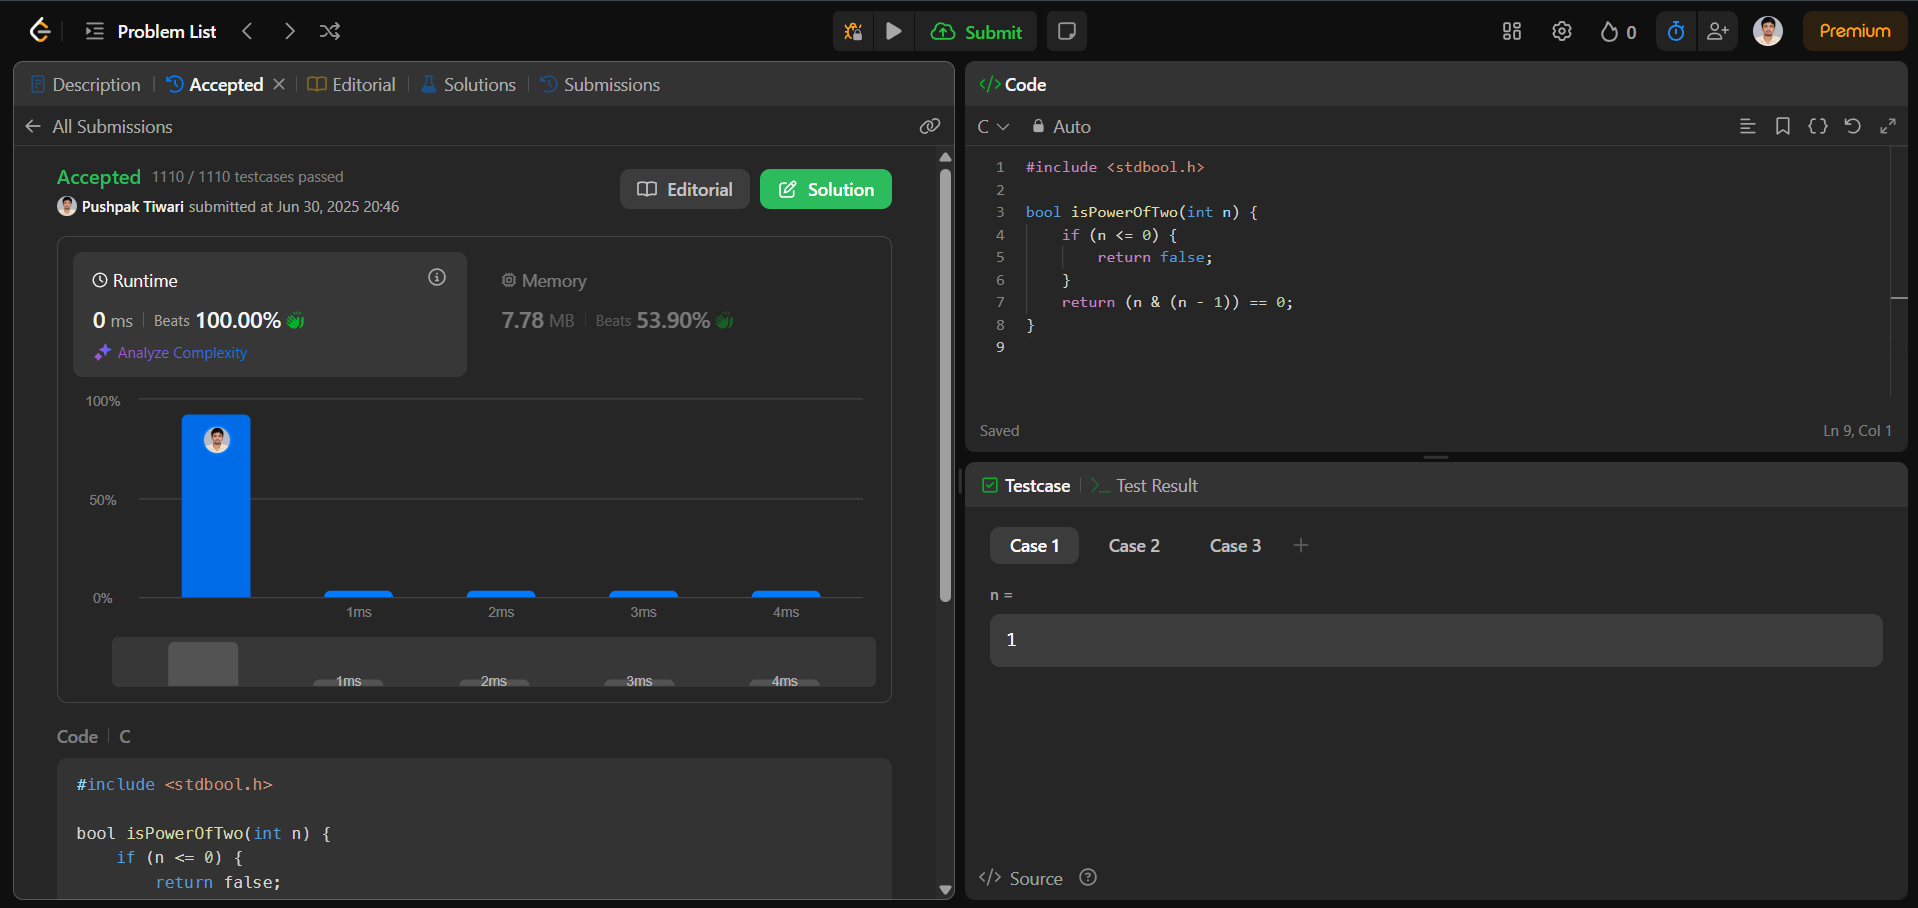 Problem List
Submit
0
Premium
Description
Accepted
Editorial
Solutions
Submissions
All Submissions
Accepted 1110 / 1110 testcases passed
Pushpak Tiwari submitted at Jun 30, 2025 20:46
Editorial
Solution
Runtime
0 ms Beats 100.00%
Analyze Complexity
Memory
7.78 MB Beats 53.90%
100%
50%
0%
1ms 2ms 3ms 4ms
1ms 2ms 3ms 4ms
Code C
#include <stdbool.h>
bool isPowerOfTwo(int n) {
if (n <= 0) {
return false;
</> Code
C Auto
1 #include <stdbool.h>
2
3 bool isPowerOfTwo(int n) {
4 if (n <= 0) {
5 return false;
6 }
7 return (n & (n - 1)) == 0;
8 }
9
Saved
Ln 9, Col 1
Testcase
Test Result
Case 1 Case 2 Case 3 +
n =
1
</> Source